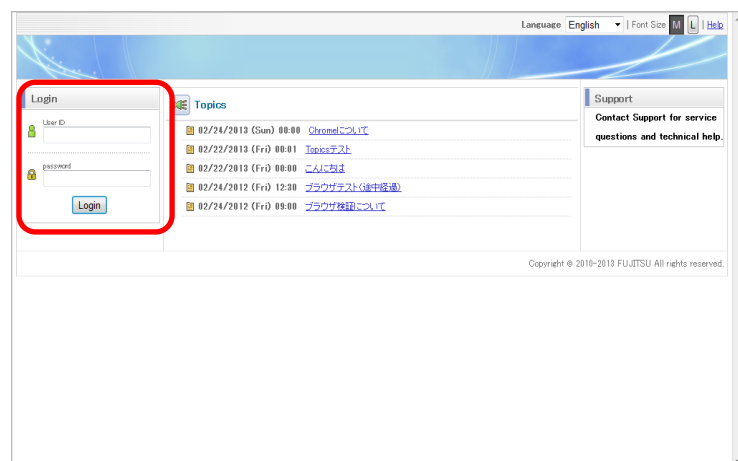 Language English | Font Size M L | Help
Login
User ID
password
Login
Topics
02/24/2013 (Sun) 00:00 Chromeについて
02/22/2013 (Fri) 00:01 Topicsテスト
02/22/2013 (Fri) 00:00 こんにちは
02/24/2012 (Fri) 12:30 ブラウザテスト(途中経過)
02/24/2012 (Fri) 09:00 ブラウザ検証について
Support
Contact Support for service
questions and technical help.
Copyright © 2010-2013 FUJITSU All rights reserved.